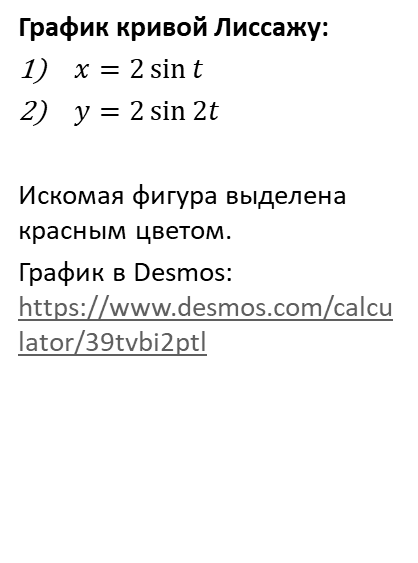 График кривой Лиссажу:
1) x = 2 sin t
2) y = 2 sin 2t
Искомая фигура выделена
красным цветом.
График в Desmos:
https://www.desmos.com/calcu
lator/39tvbi2ptl